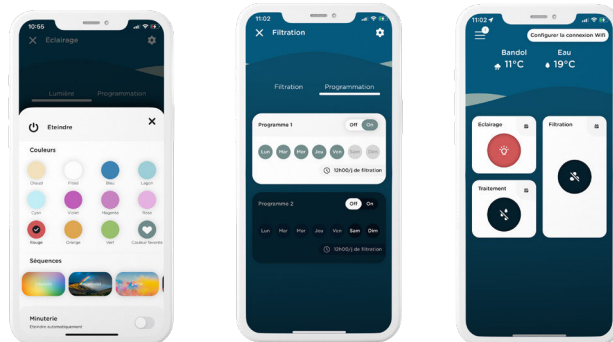 10:55
Eclairage
Lumière Programmation
Eteindre
Couleurs
Chaud Froid Bleu Lagon
Cyan Violet Magenta Rose
Rouge Orange Vert Couleur favorite
Séquences
Minuterie
Eteindre automatiquement
11:02
Filtration
Filtration Programmation
Programme 1 Off On
Lun Mar Mer Jeu Ven Sam Dim
12h00/j de filtration
Programme 2 Off On
Lun Mar Mer Jeu Ven Sam Dim
12h00/j de filtration
11:02
Configurer la connexion Wifi
Bandol Eau
11°C 19°C
Eclairage Filtration
Traitement